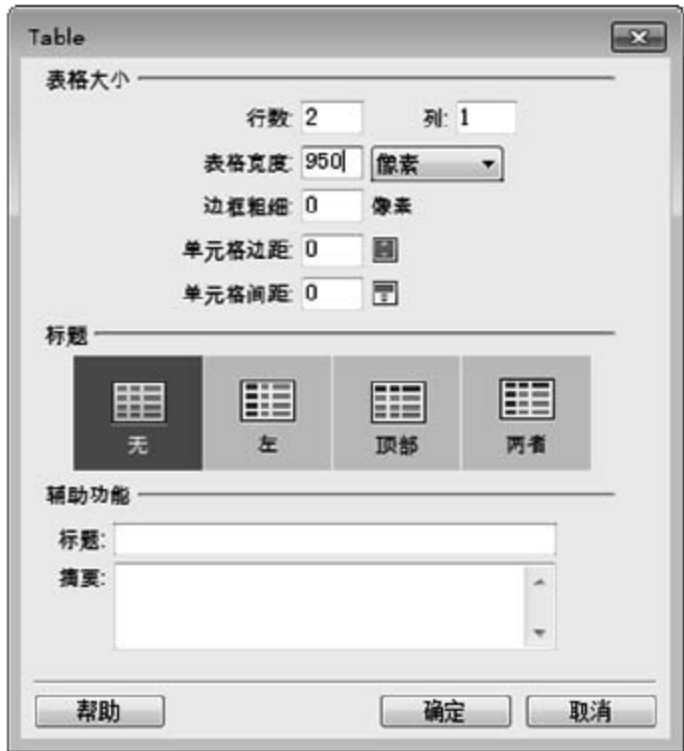 Table
表格大小
行数: 2 列: 1
表格宽度: 950 像素
边框粗细: 0 像素
单元格边距: 0
单元格间距: 0
标题
无 左 顶部 两者
辅助功能
标题:
摘要:
帮助 确定 取消